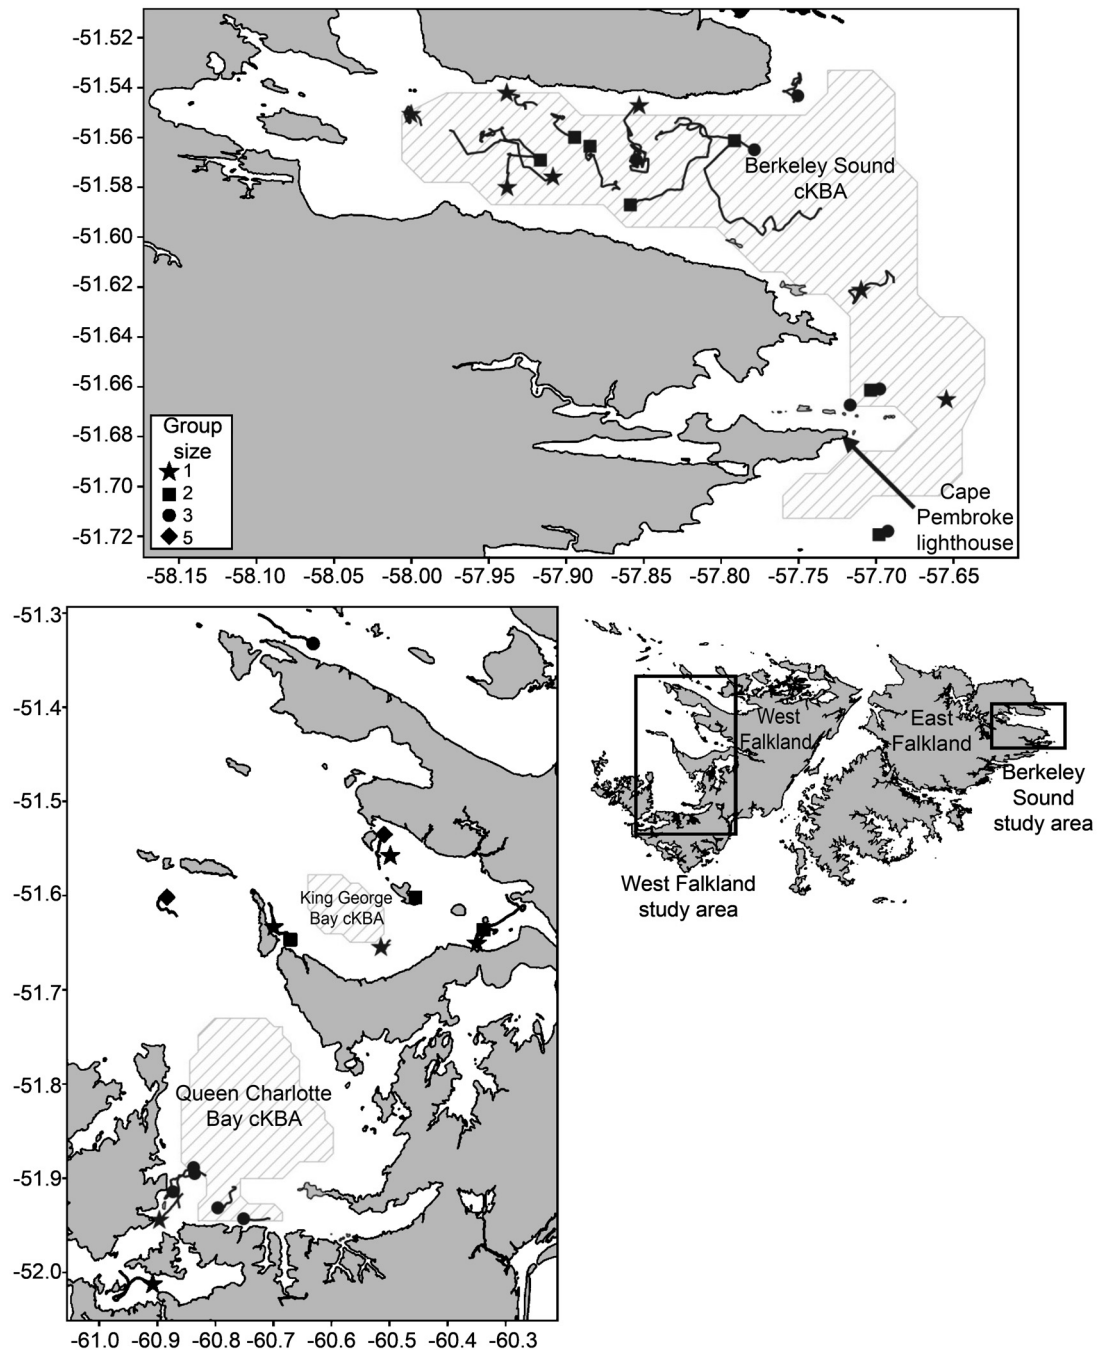 -51.52
-51.54
-51.56
-51.58
-51.60
-51.62
-51.64
-51.66
-51.68
-51.70
-51.72
Berkeley Sound
cKBA
Group
size
1
2
3
5
Cape
Pembroke
lighthouse
-58.15 -58.10 -58.05 -58.00 -57.95 -57.90 -57.85 -57.80 -57.75 -57.70 -57.65
-51.3
-51.4
-51.5
-51.6
-51.7
-51.8
-51.9
-52.0
King George
Bay cKBA
Queen Charlotte
Bay cKBA
-61.0 -60.9 -60.8 -60.7 -60.6 -60.5 -60.4 -60.3
West
Falkland
East
Falkland
Berkeley
Sound
study area
West Falkland
study area